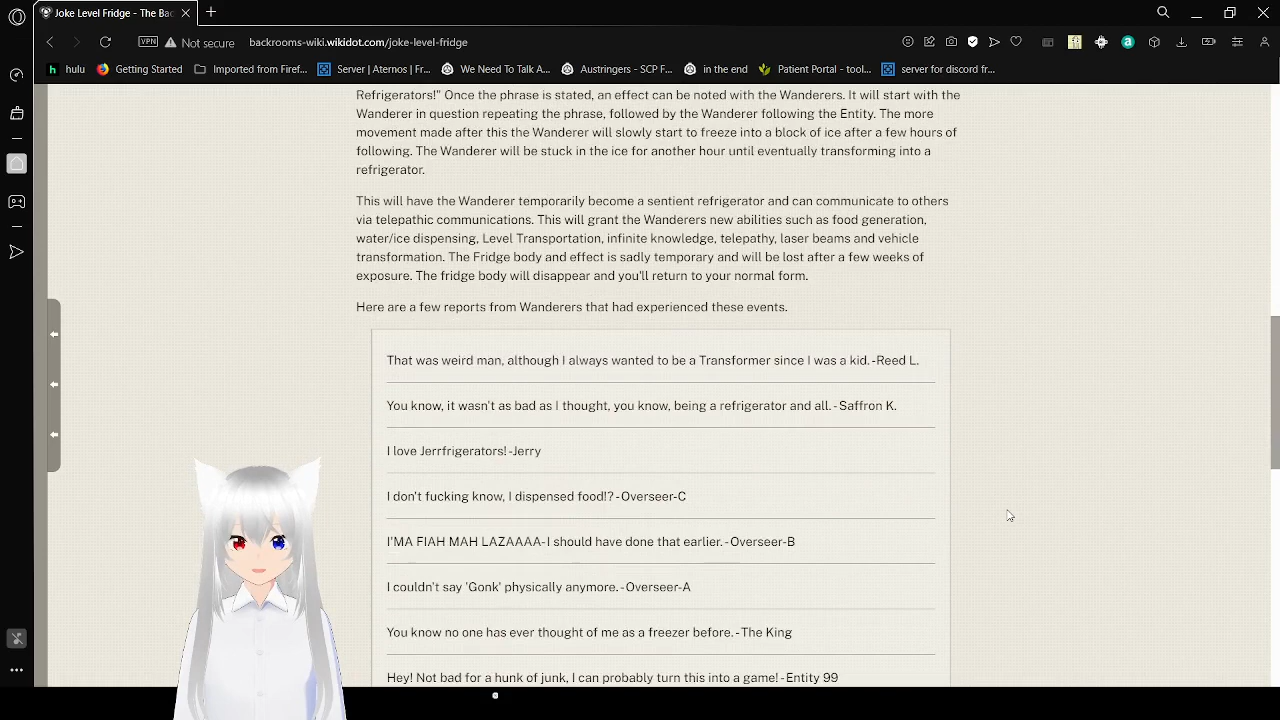 Joke Level Fridge - The Bac
VPN
Not secure
backrooms-wiki.wikidot.com/joke-level-fridge
hulu
Getting Started
Imported from Firef...
Server | Aternos | Fr...
We Need To Talk A...
Austringers - SCP F...
in the end
Patient Portal - tool...
server for discord fr...
Refrigerators!" Once the phrase is stated, an effect can be noted with the Wanderers. It will start with the
Wanderer in question repeating the phrase, followed by the Wanderer following the Entity. The more
movement made after this the Wanderer will slowly start to freeze into a block of ice after a few hours of
following. The Wanderer will be stuck in the ice for another hour until eventually transforming into a
refrigerator.
This will have the Wanderer temporarily become a sentient refrigerator and can communicate to others
via telepathic communications. This will grant the Wanderers new abilities such as food generation,
water/ice dispensing, Level Transportation, infinite knowledge, telepathy, laser beams and vehicle
transformation. The Fridge body and effect is sadly temporary and will be lost after a few weeks of
exposure. The fridge body will disappear and you'll return to your normal form.
Here are a few reports from Wanderers that had experienced these events.
That was weird man, although I always wanted to be a Transformer since I was a kid. -Reed L.
You know, it wasn't as bad as I thought, you know, being a refrigerator and all. - Saffron K.
I love Jerrfrigerators! -Jerry
I don't fucking know, I dispensed food!? - Overseer-C
I'MA FIAH MAH LAZAAAA- I should have done that earlier. - Overseer-B
I couldn't say 'Gonk' physically anymore. - Overseer-A
You know no one has ever thought of me as a freezer before. - The King
Hey! Not bad for a hunk of junk, I can probably turn this into a game! - Entity 99